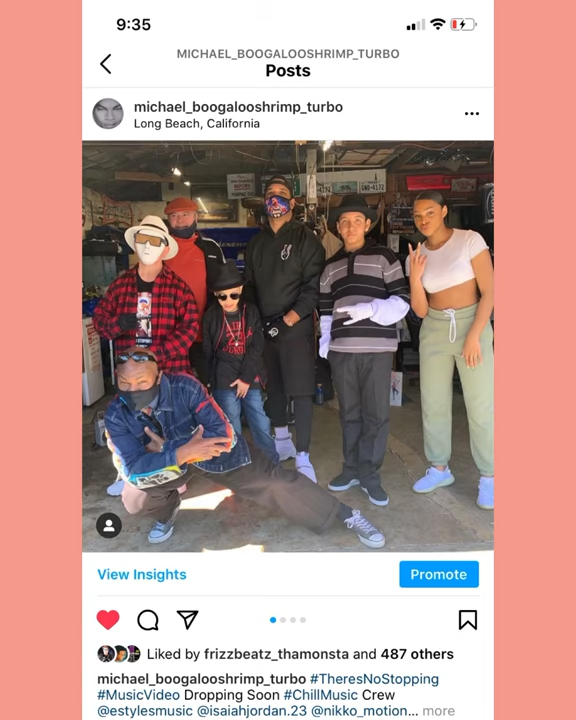 9:35
MICHAEL_BOOGALOOSHRIMP_TURBO
Posts
michael_boogalooshrimp_turbo
Long Beach, California
View Insights
Promote
Liked by frizzbeatz_thamonsta and 487 others
michael_boogalooshrimp_turbo #TheresNoStopping
#MusicVideo Dropping Soon #ChillMusic Crew
@estylesmusic @isaiahjordan.23 @nikko_motion... more